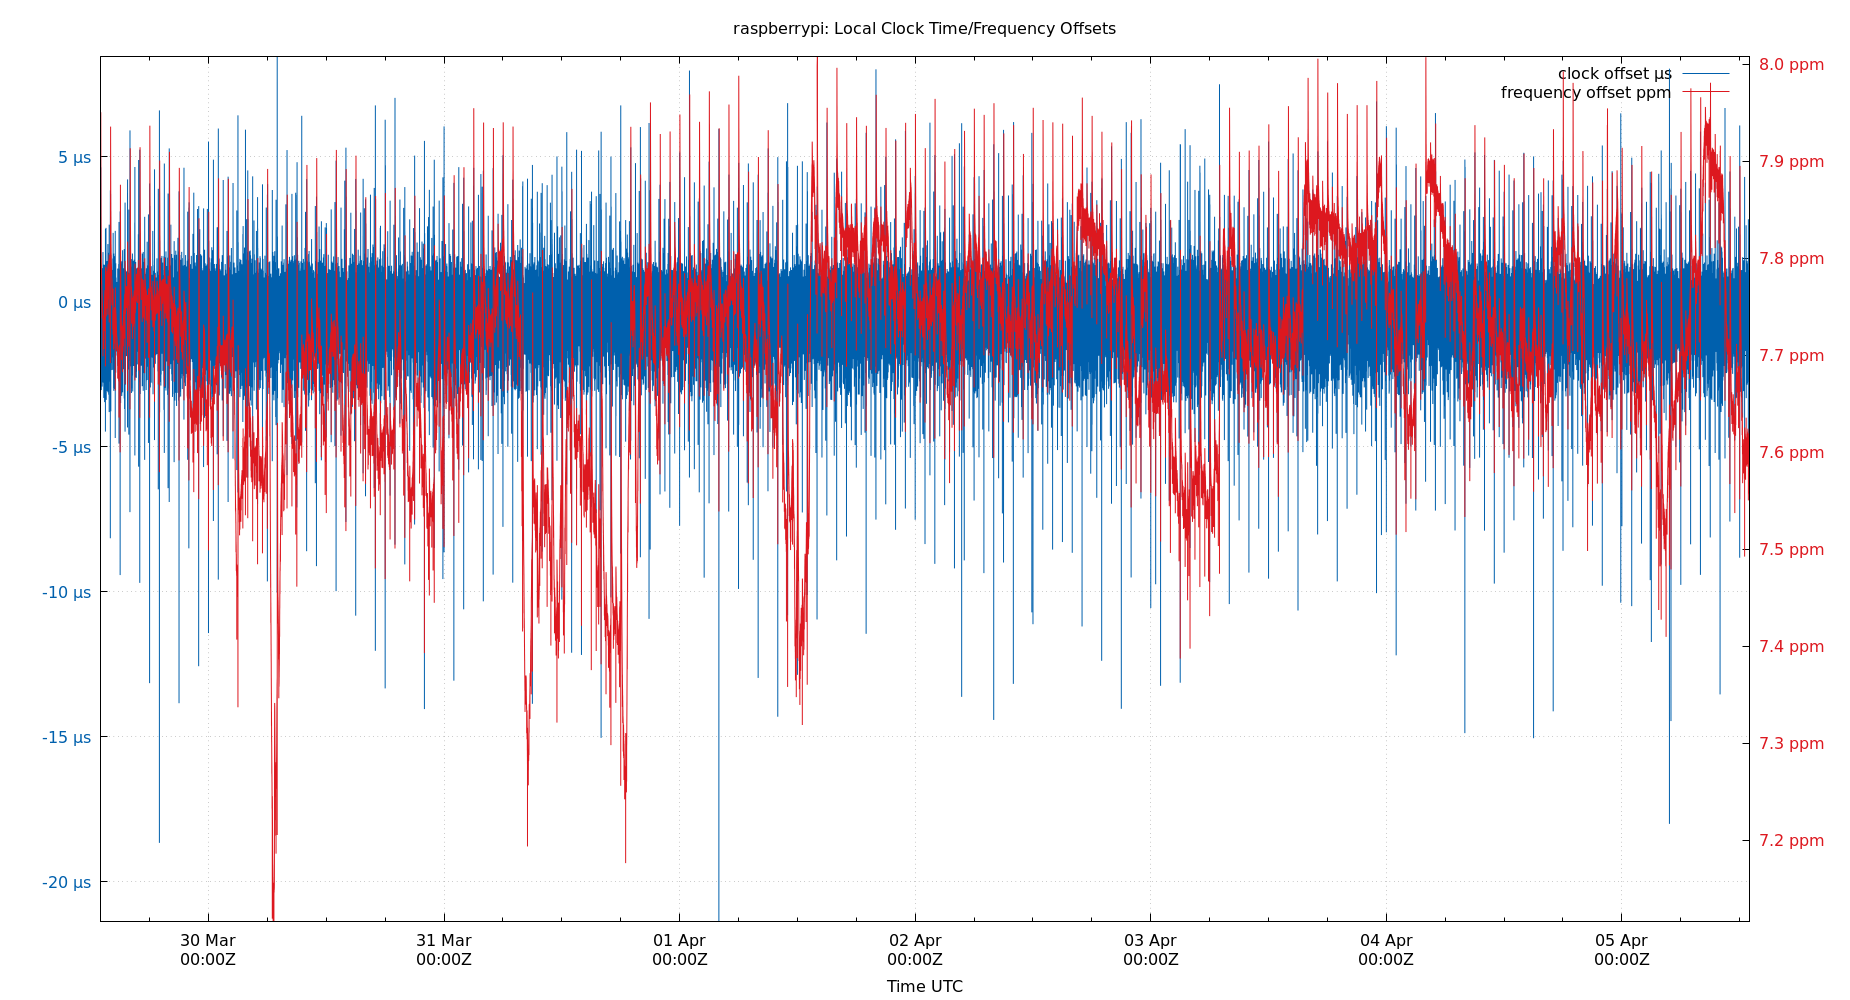 raspberrypi: Local Clock Time/Frequency Offsets
clock offset µs
frequency offset ppm
5 µs
0 µs
-5 µs
-10 µs
-15 µs
-20 µs
8.0 ppm
7.9 ppm
7.8 ppm
7.7 ppm
7.6 ppm
7.5 ppm
7.4 ppm
7.3 ppm
7.2 ppm
30 Mar
00:00Z
31 Mar
00:00Z
01 Apr
00:00Z
02 Apr
00:00Z
03 Apr
00:00Z
04 Apr
00:00Z
05 Apr
00:00Z
Time UTC